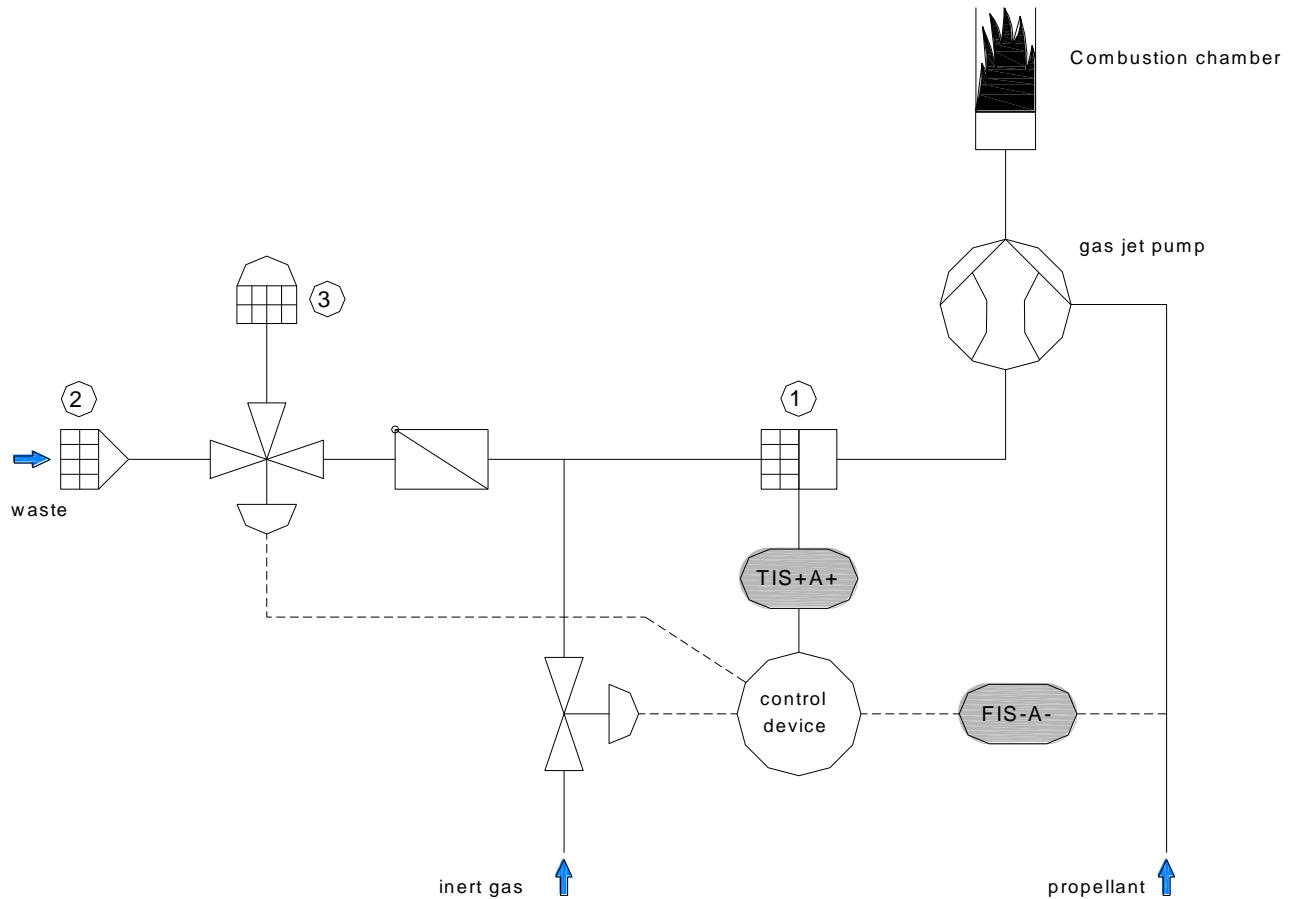 Combustion chamber
gas jet pump
3
2
1
waste
TIS+A+
control
device
FIS-A-
inert gas
propellant